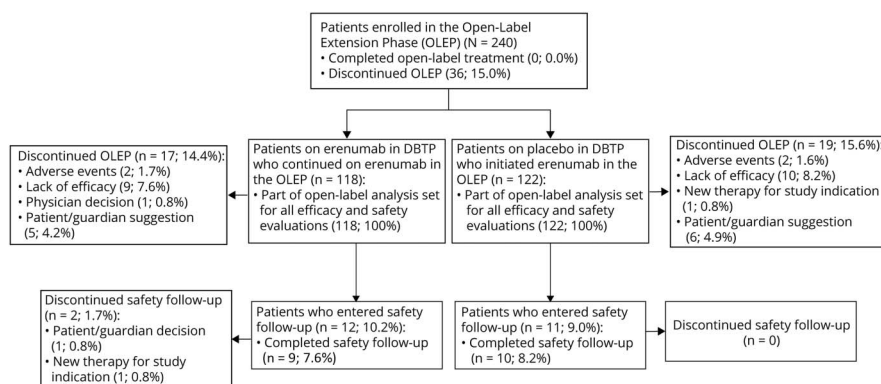 Patients enrolled in the Open-Label
Extension Phase (OLEP) (N = 240)
• Completed open-label treatment (0; 0.0%)
• Discontinued OLEP (36; 15.0%)
Discontinued OLEP (n = 17; 14.4%):
• Adverse events (2; 1.7%)
• Lack of efficacy (9; 7.6%)
• Physician decision (1; 0.8%)
• Patient/guardian suggestion
(5; 4.2%)
Patients on erenumab in DBTP
who continued on erenumab in
the OLEP (n = 118):
• Part of open-label analysis set
for all efficacy and safety
evaluations (118; 100%)
Patients on placebo in DBTP
who initiated erenumab in the
OLEP (n = 122):
• Part of open-label analysis set
for all efficacy and safety
evaluations (122; 100%)
Discontinued OLEP (n = 19; 15.6%):
• Adverse events (2; 1.6%)
• Lack of efficacy (10; 8.2%)
• New therapy for study indication
(1; 0.8%)
• Patient/guardian suggestion
(6; 4.9%)
Discontinued safety follow-up
(n = 2; 1.7%):
• Patient/guardian decision
(1; 0.8%)
• New therapy for study
indication (1; 0.8%)
Patients who entered safety
follow-up (n = 12; 10.2%):
• Completed safety follow-up
(n = 9; 7.6%)
Patients who entered safety
follow-up (n = 11; 9.0%):
• Completed safety follow-up
(n = 10; 8.2%)
Discontinued safety follow-up
(n = 0)